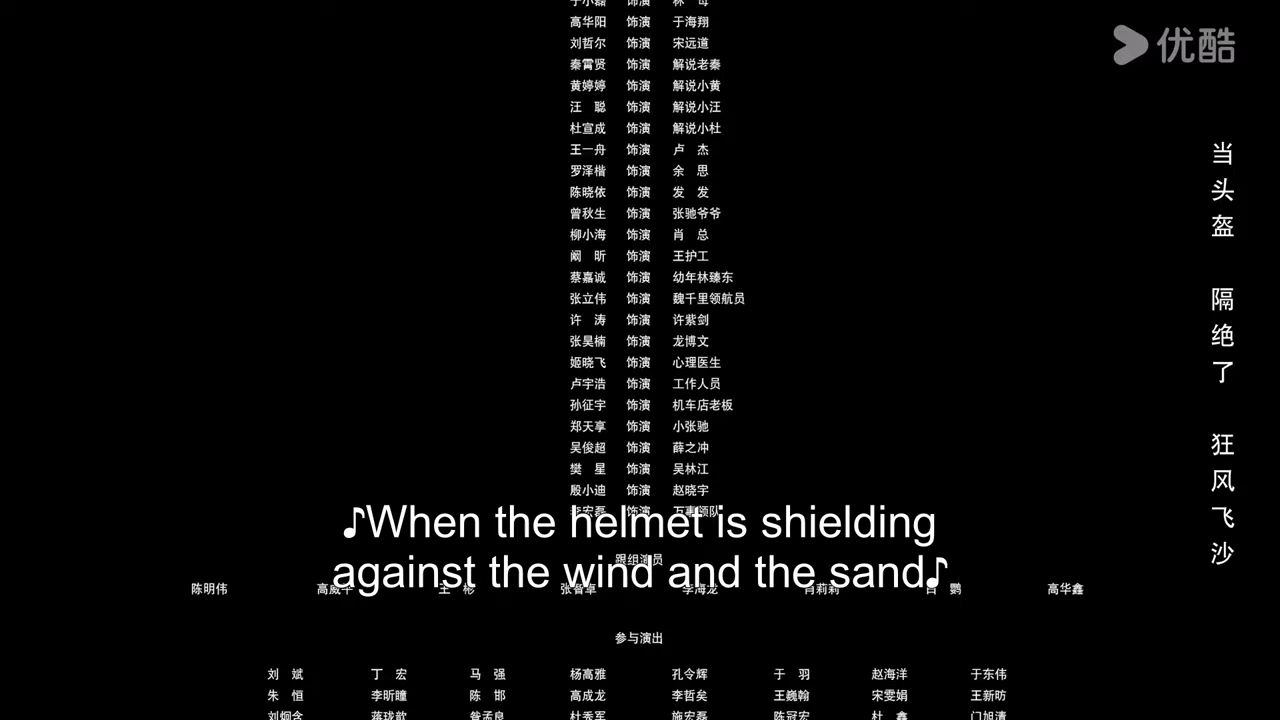 优酷
高华阳 饰演 于海翔
刘哲尔 饰演 宋远道
秦霄贤 饰演 解说老秦
黄婷婷 饰演 解说小黄
汪 聪 饰演 解说小汪
杜宣成 饰演 解说小杜
王一舟 饰演 卢 杰
罗泽楷 饰演 余 思
陈晓依 饰演 发 发
曾秋生 饰演 张驰爷爷
柳小海 饰演 肖 总
阚 昕 饰演 王护工
蔡嘉诚 饰演 幼年林臻东
张立伟 饰演 魏千里领航员
许 涛 饰演 许紫剑
张昊楠 饰演 龙博文
姬晓飞 饰演 心理医生
卢宇浩 饰演 工作人员
孙征宇 饰演 机车店老板
郑天享 饰演 小张驰
吴俊超 饰演 薛之冲
樊 星 饰演 吴林江
殷小迪 饰演 赵晓宇
♪When the helmet is shielding
against the wind and the sand♪
陈明伟 李海龙 肖莉莉 高华鑫
参与演出
刘 斌 丁 宏 马 强 杨高雅 孔令辉 于 羽 赵海洋 于东伟
朱 恒 李昕曈 陈 邯 高成龙 李哲矣 王巍翰 宋雯娟 王新昉
当头盔 隔绝了 狂风飞沙